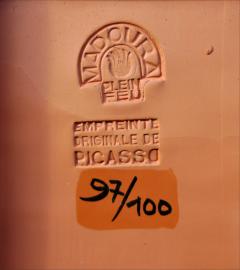 MADOURA
PLEIN
FEU
EMPREINTE
ORIGINALE DE
PICASSO
97/100